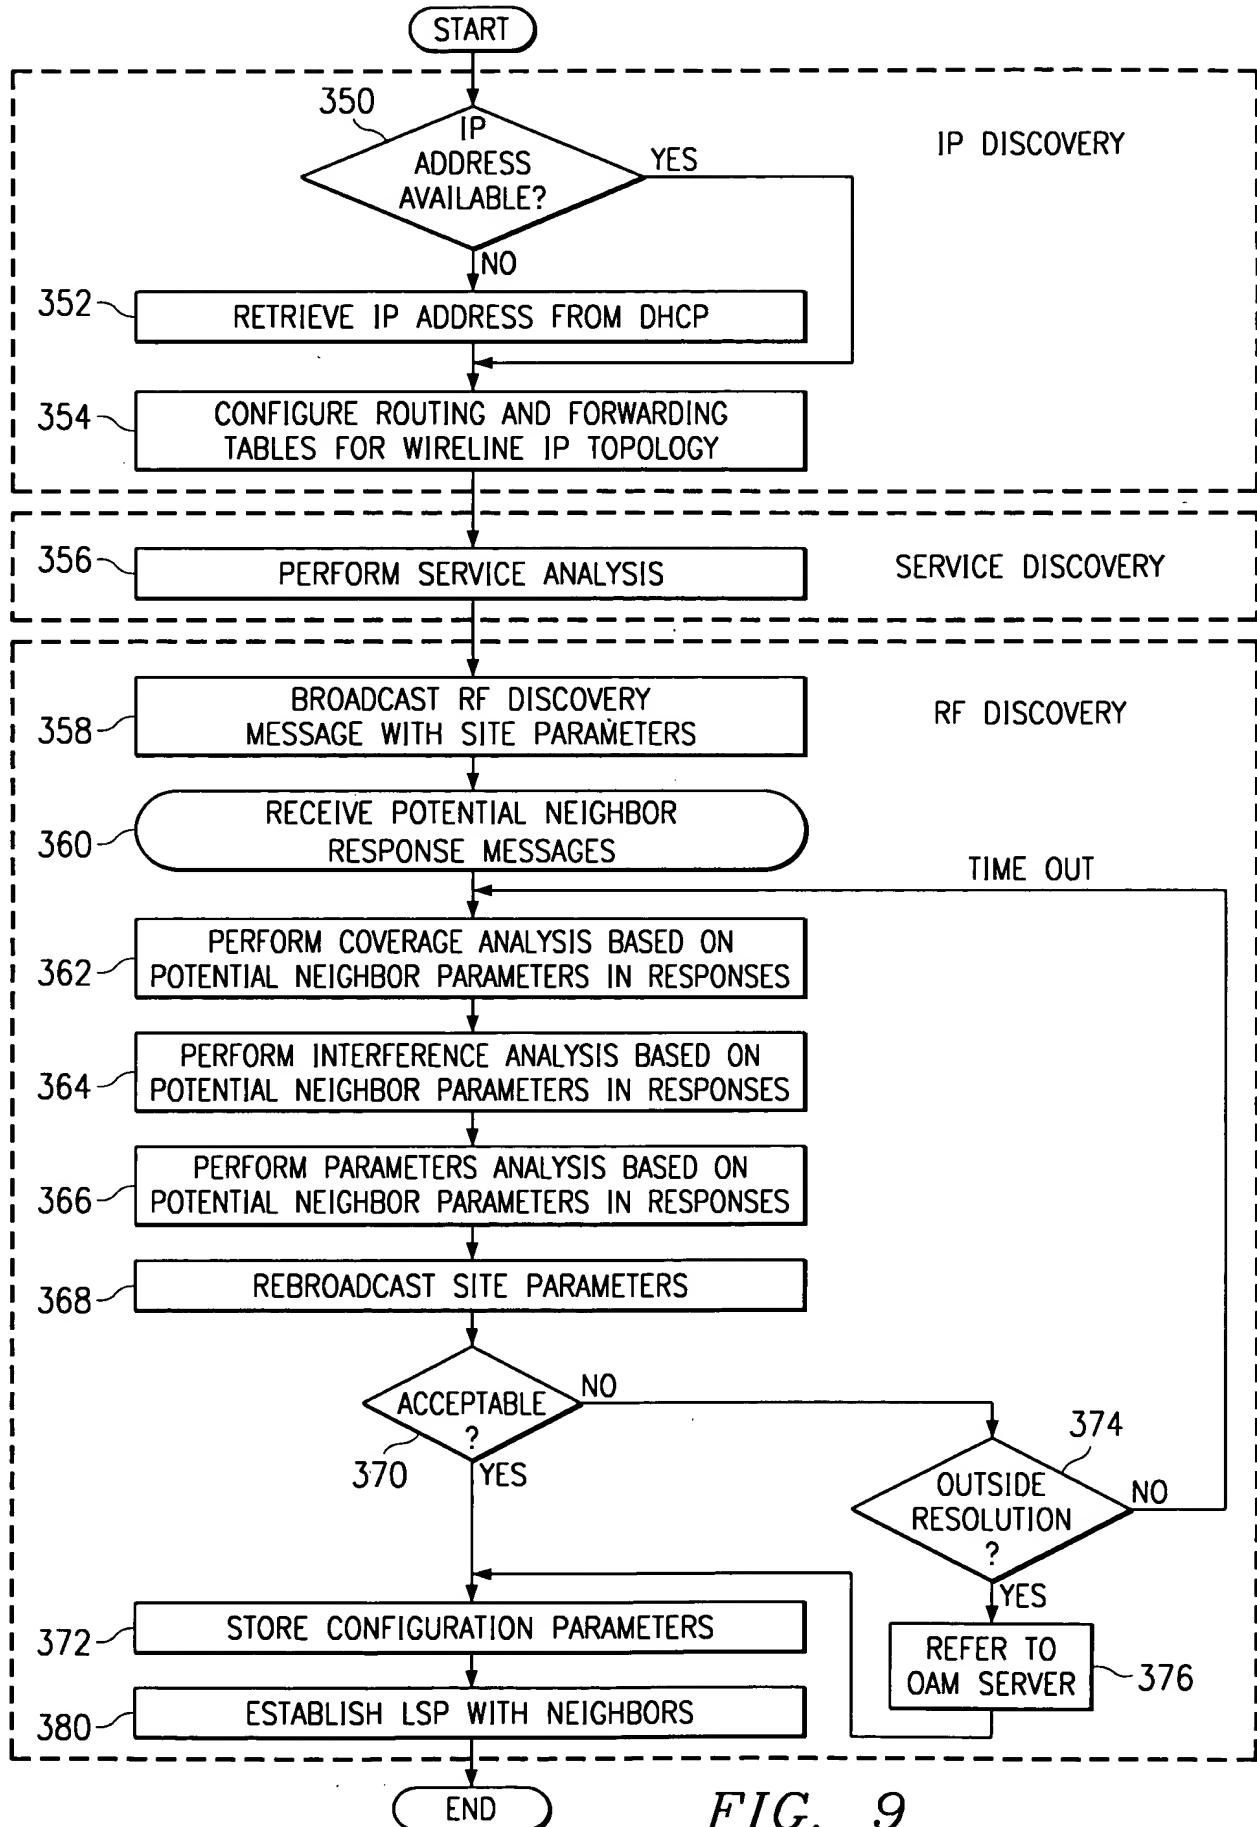 START
350
IP
ADDRESS
AVAILABLE?
YES
IP DISCOVERY
NO
352
RETRIEVE IP ADDRESS FROM DHCP
354
CONFIGURE ROUTING AND FORWARDING
TABLES FOR WIRELINE IP TOPOLOGY
356
PERFORM SERVICE ANALYSIS
SERVICE DISCOVERY
358
BROADCAST RF DISCOVERY
MESSAGE WITH SITE PARAMETERS
RF DISCOVERY
360
RECEIVE POTENTIAL NEIGHBOR
RESPONSE MESSAGES
TIME OUT
362
PERFORM COVERAGE ANALYSIS BASED ON
POTENTIAL NEIGHBOR PARAMETERS IN RESPONSES
364
PERFORM INTERFERENCE ANALYSIS BASED ON
POTENTIAL NEIGHBOR PARAMETERS IN RESPONSES
366
PERFORM PARAMETERS ANALYSIS BASED ON
POTENTIAL NEIGHBOR PARAMETERS IN RESPONSES
368
REBROADCAST SITE PARAMETERS
ACCEPTABLE
?
NO
370
YES
374
OUTSIDE
RESOLUTION
?
NO
YES
372
STORE CONFIGURATION PARAMETERS
REFER TO
OAM SERVER
376
380
ESTABLISH LSP WITH NEIGHBORS
END
FIG. 9